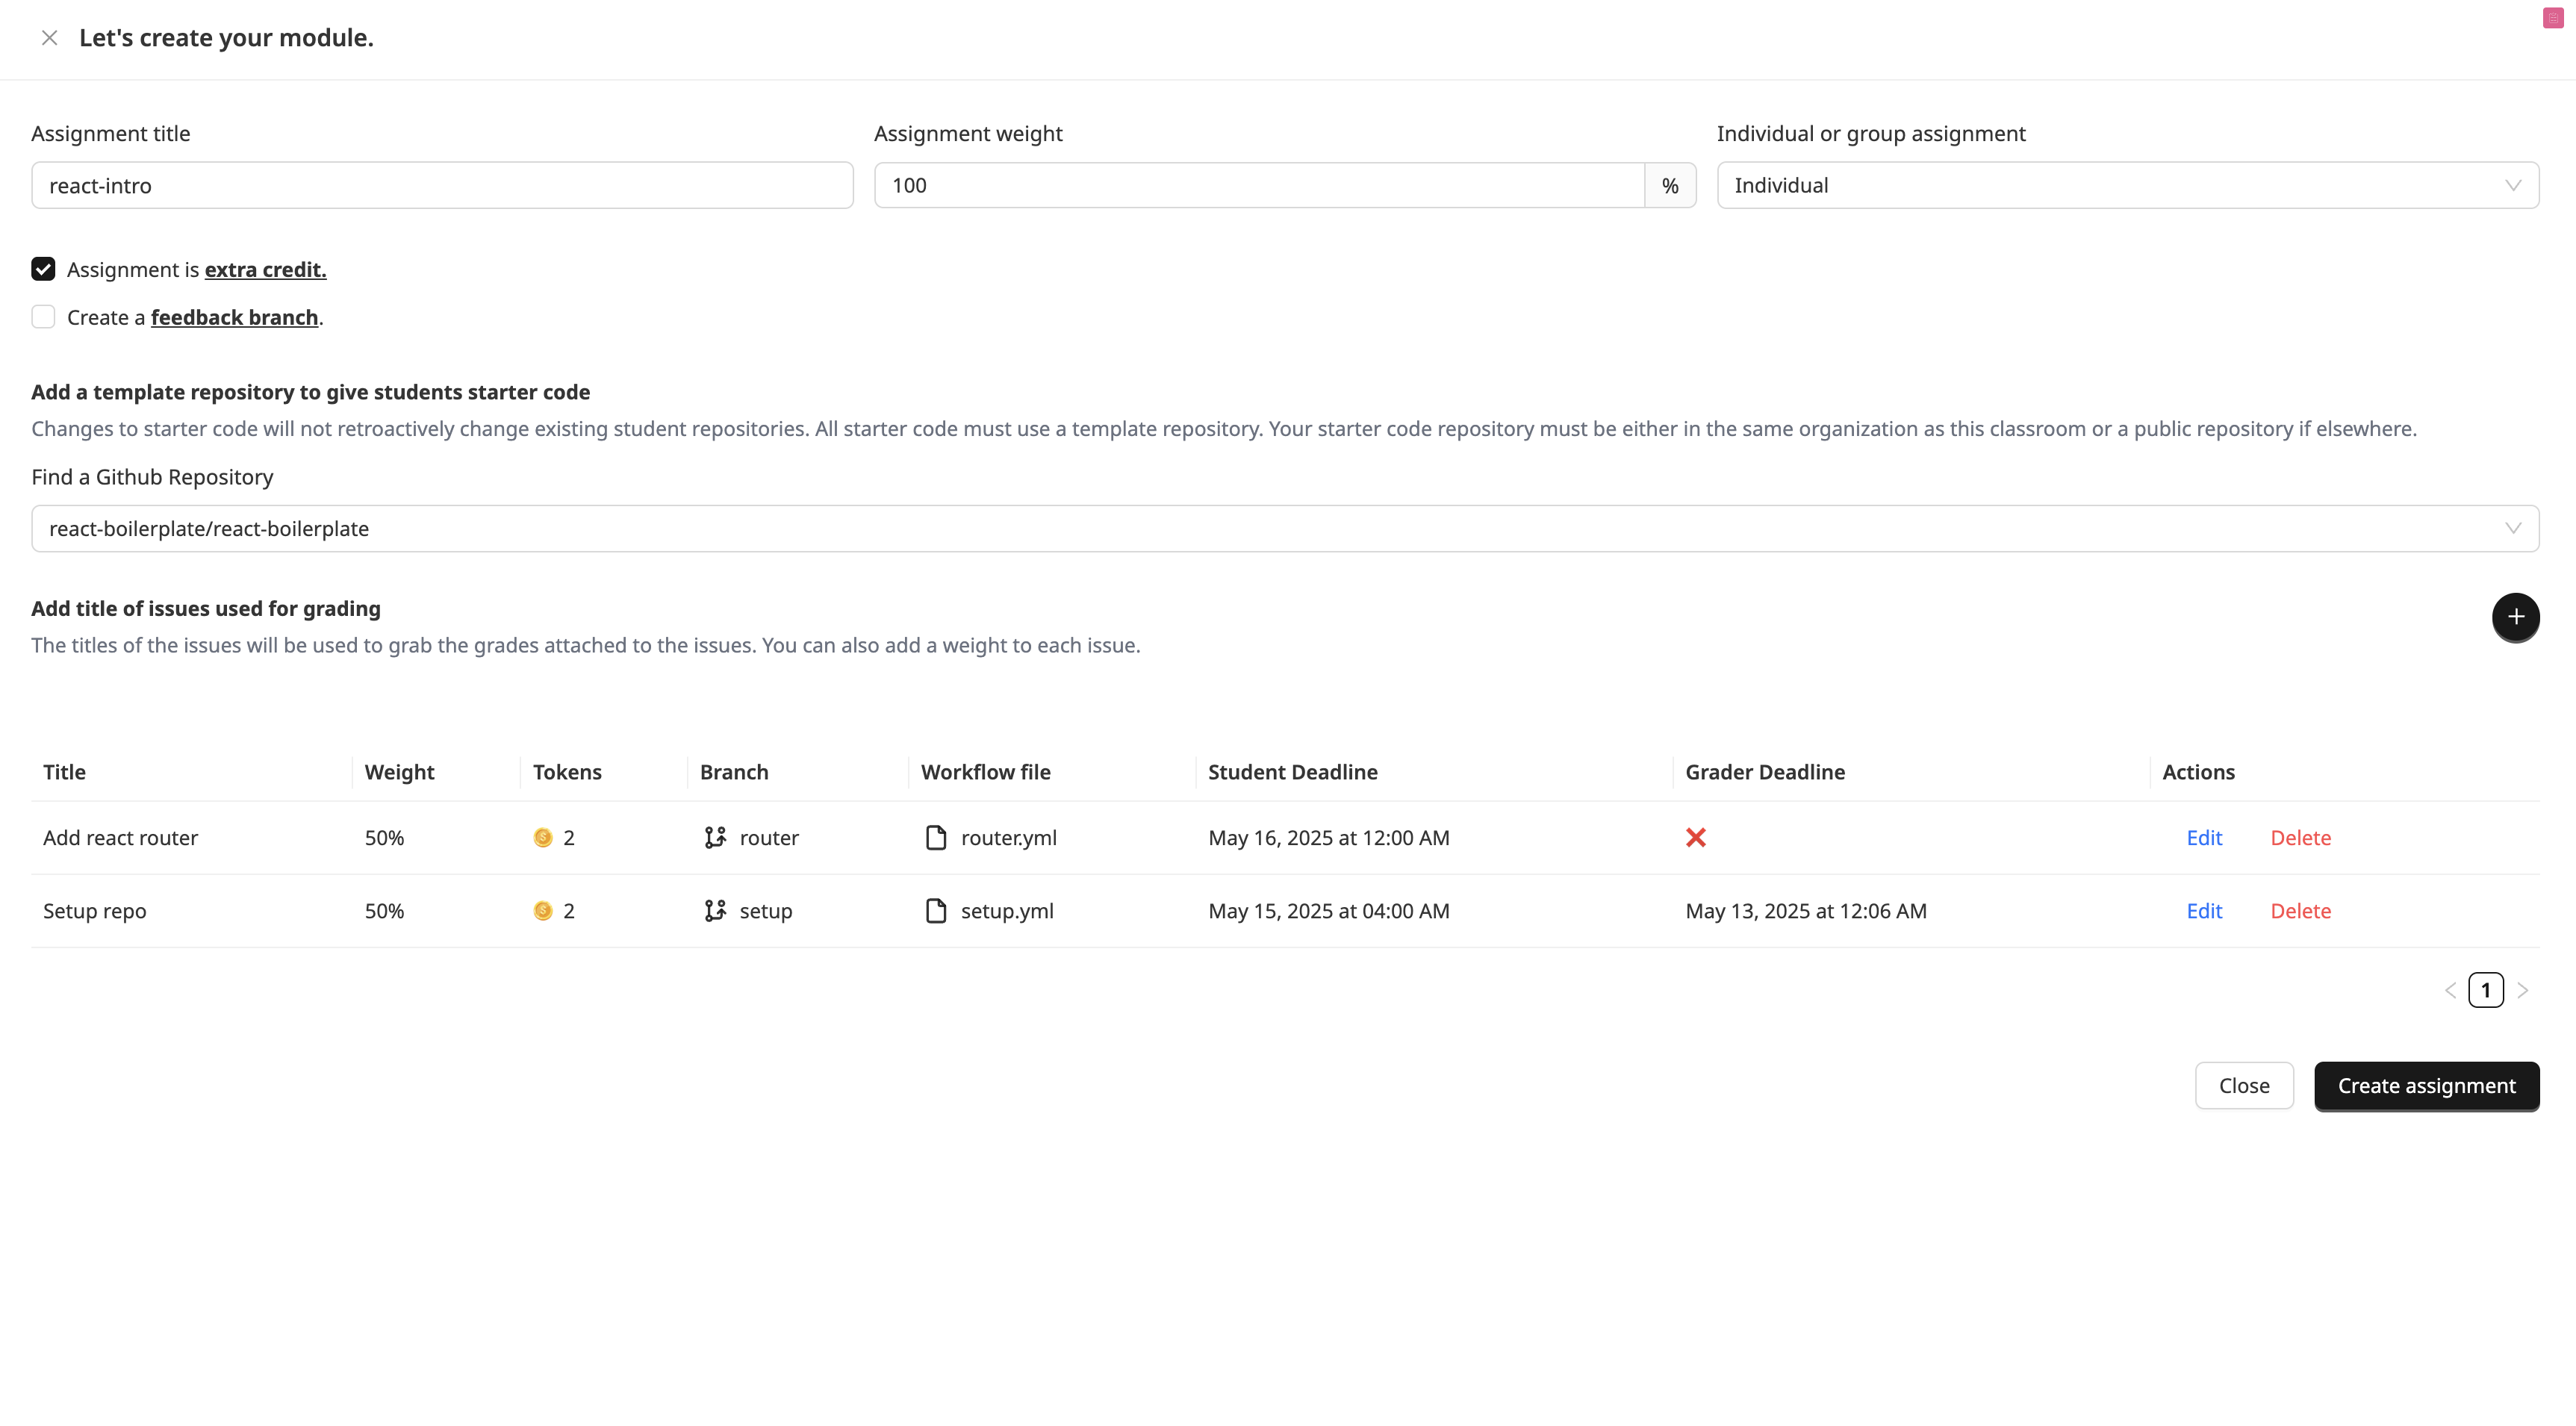 Let's create your module.
Assignment title
Assignment weight
Individual or group assignment
react-intro
100
%
Individual
Assignment is extra credit.
Create a feedback branch.
Add a template repository to give students starter code
Changes to starter code will not retroactively change existing student repositories. All starter code must use a template repository. Your starter code repository must be either in the same organization as this classroom or a public repository if elsewhere.
Find a Github Repository
react-boilerplate/react-boilerplate
Add title of issues used for grading
The titles of the issues will be used to grab the grades attached to the issues. You can also add a weight to each issue.
Title Weight Tokens Branch Workflow file Student Deadline Grader Deadline Actions
Add react router 50% 2 router router.yml May 16, 2025 at 12:00 AM Edit Delete
Setup repo 50% 2 setup setup.yml May 15, 2025 at 04:00 AM May 13, 2025 at 12:06 AM Edit Delete
1
Close
Create assignment